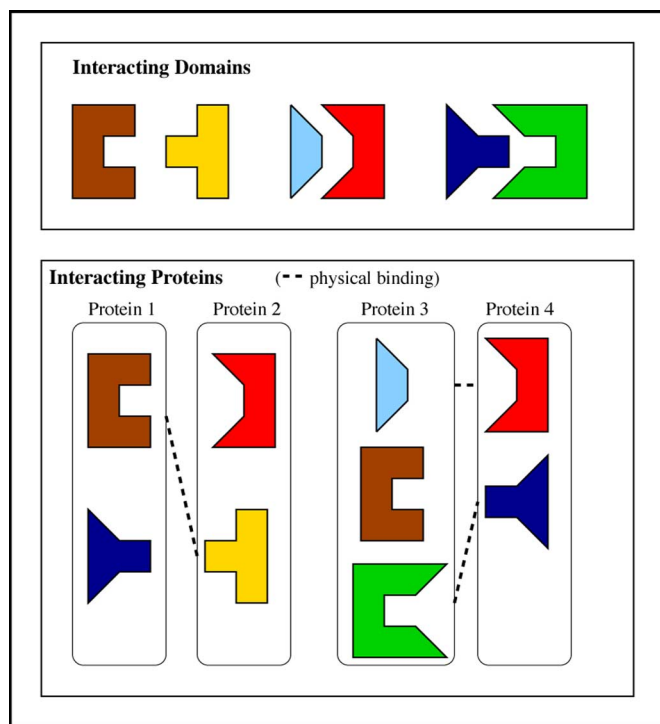 Interacting Domains
Interacting Proteins (-- physical binding)
Protein 1 Protein 2 Protein 3 Protein 4